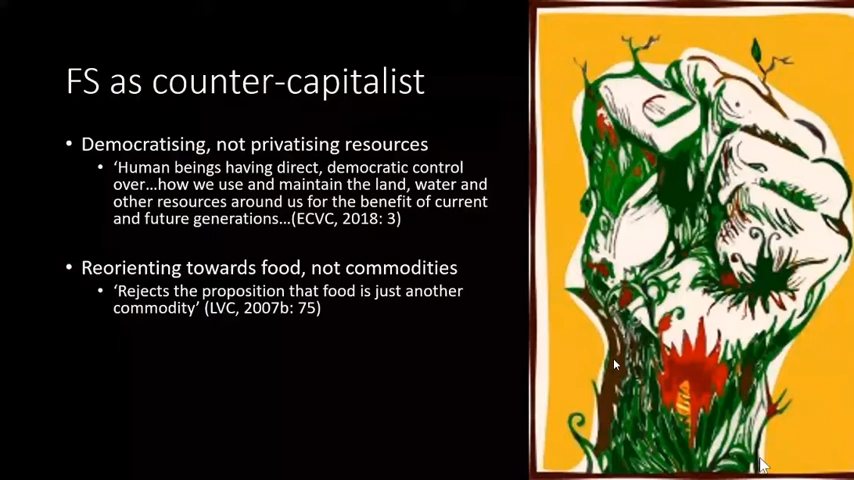 FS as counter-capitalist
• Democratising, not privatising resources
• ‘Human beings having direct, democratic control
over…how we use and maintain the land, water and
other resources around us for the benefit of current
and future generations…(ECVC, 2018: 3)
• Reorienting towards food, not commodities
• ‘Rejects the proposition that food is just another
commodity’ (LVC, 2007b: 75)